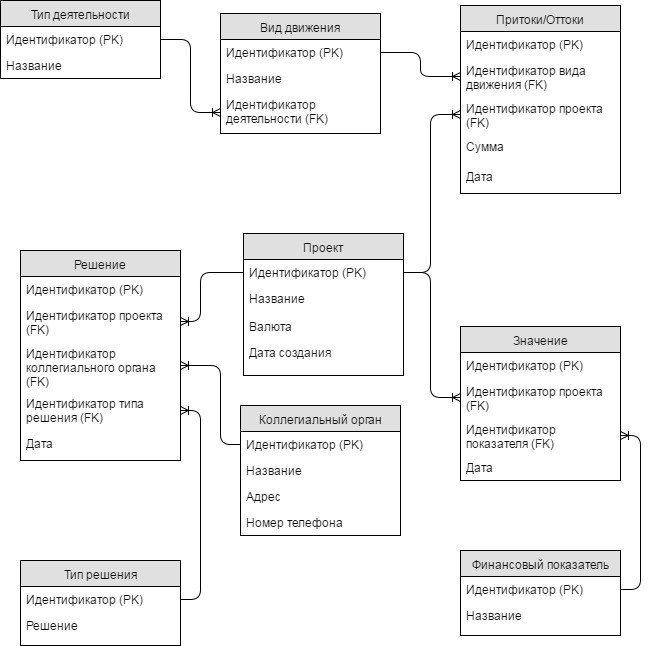 Тип деятельности
Идентификатор (PK)
Название
Вид движения
Идентификатор (PK)
Название
Идентификатор
деятельности (FK)
Притоки/Оттоки
Идентификатор (PK)
Идентификатор вида
движения (FK)
Идентификатор проекта
(FK)
Сумма
Дата
Решение
Идентификатор (PK)
Идентификатор проекта
(FK)
Идентификатор
коллегиального органа
(FK)
Идентификатор типа
решения (FK)
Дата
Проект
Идентификатор (PK)
Название
Валюта
Дата создания
Значение
Идентификатор (PK)
Идентификатор проекта
(FK)
Идентификатор
показателя (FK)
Дата
Коллегиальный орган
Идентификатор (PK)
Название
Адрес
Номер телефона
Тип решения
Идентификатор (PK)
Решение
Финансовый показатель
Идентификатор (PK)
Название